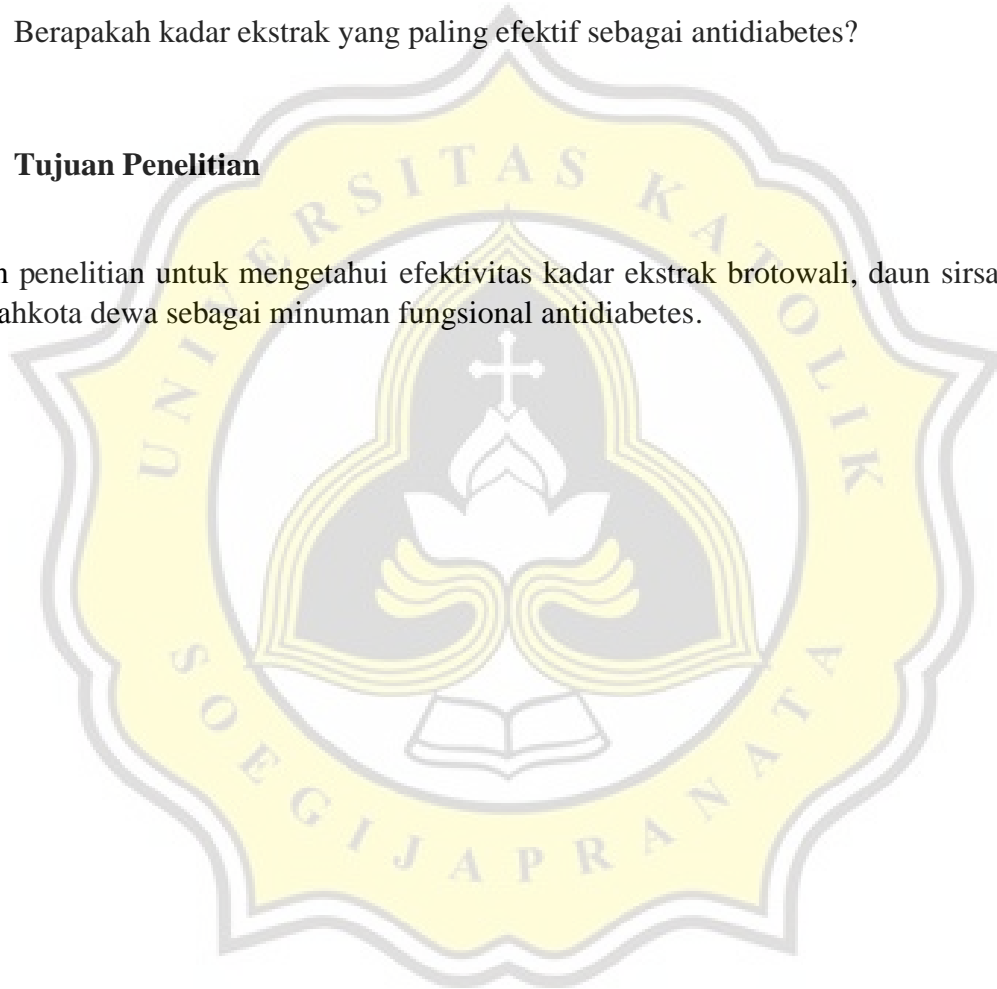 Berapakah kadar ekstrak yang paling efektif sebagai antidiabetes?
Tujuan Penelitian
penelitian untuk mengetahui efektivitas kadar ekstrak brotowali, daun sirsa
ahkota dewa sebagai minuman fungsional antidiabetes.
UNIVERSITAS KATOLIK
SOEGIJAPRANATA